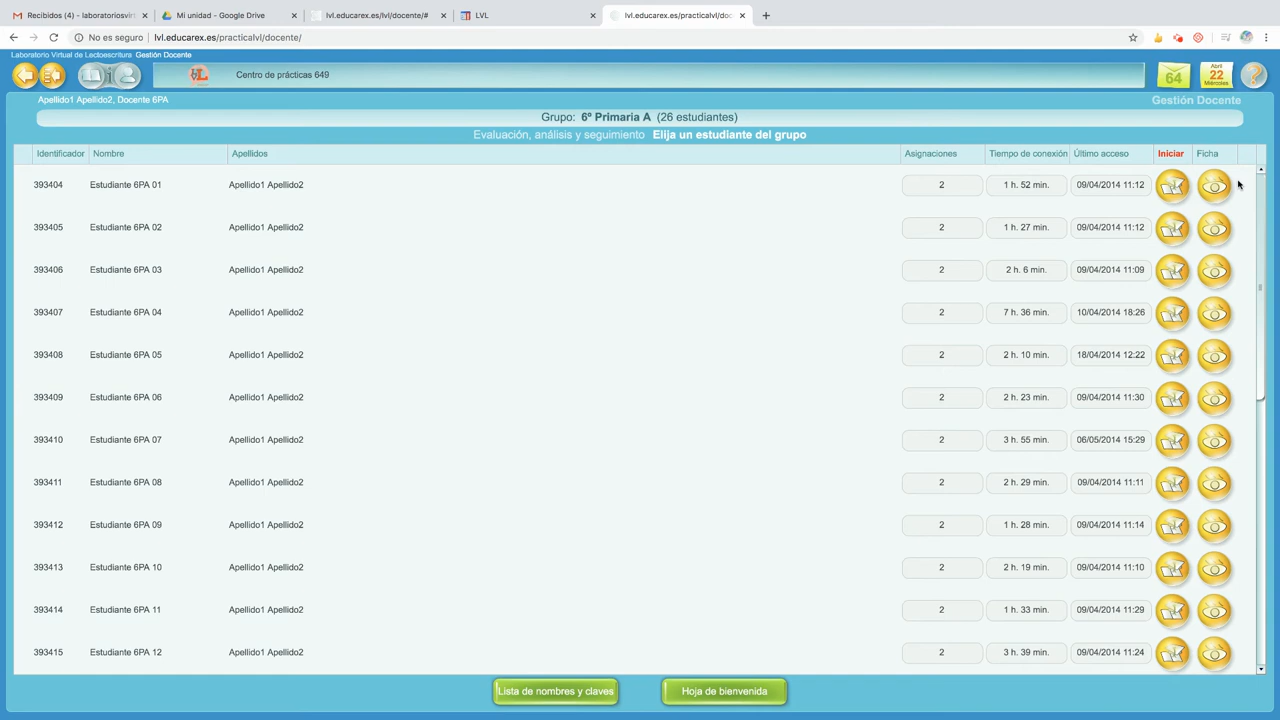 Recibidos (4) - laboratoriosvirt
Mi unidad - Google Drive
lvl.educarex.es/lvl/docente/#
LVL
lvl.educarex.es/practicalvl/doc
No es seguro
lvl.educarex.es/practicalvl/docente/
Laboratorio Virtual de Lectoescritura Gestión Docente
Centro de prácticas 649
64
Abril
22
Miércoles
?
Apellido1 Apellido2, Docente 6PA
Gestión Docente
Grupo: 6º Primaria A (26 estudiantes)
Evaluación, análisis y seguimiento Elija un estudiante del grupo
Identificador Nombre Apellidos Asignaciones Tiempo de conexión Último acceso Iniciar Ficha
393404 Estudiante 6PA 01 Apellido1 Apellido2 2 1 h. 52 min. 09/04/2014 11:12
393405 Estudiante 6PA 02 Apellido1 Apellido2 2 1 h. 27 min. 09/04/2014 11:12
393406 Estudiante 6PA 03 Apellido1 Apellido2 2 2 h. 6 min. 09/04/2014 11:09
393407 Estudiante 6PA 04 Apellido1 Apellido2 2 7 h. 36 min. 10/04/2014 18:26
393408 Estudiante 6PA 05 Apellido1 Apellido2 2 2 h. 10 min. 18/04/2014 12:22
393409 Estudiante 6PA 06 Apellido1 Apellido2 2 2 h. 23 min. 09/04/2014 11:30
393410 Estudiante 6PA 07 Apellido1 Apellido2 2 3 h. 55 min. 06/05/2014 15:29
393411 Estudiante 6PA 08 Apellido1 Apellido2 2 2 h. 29 min. 09/04/2014 11:11
393412 Estudiante 6PA 09 Apellido1 Apellido2 2 1 h. 28 min. 09/04/2014 11:14
393413 Estudiante 6PA 10 Apellido1 Apellido2 2 2 h. 19 min. 09/04/2014 11:10
393414 Estudiante 6PA 11 Apellido1 Apellido2 2 1 h. 33 min. 09/04/2014 11:29
393415 Estudiante 6PA 12 Apellido1 Apellido2 2 3 h. 39 min. 09/04/2014 11:24
Lista de nombres y claves
Hoja de bienvenida